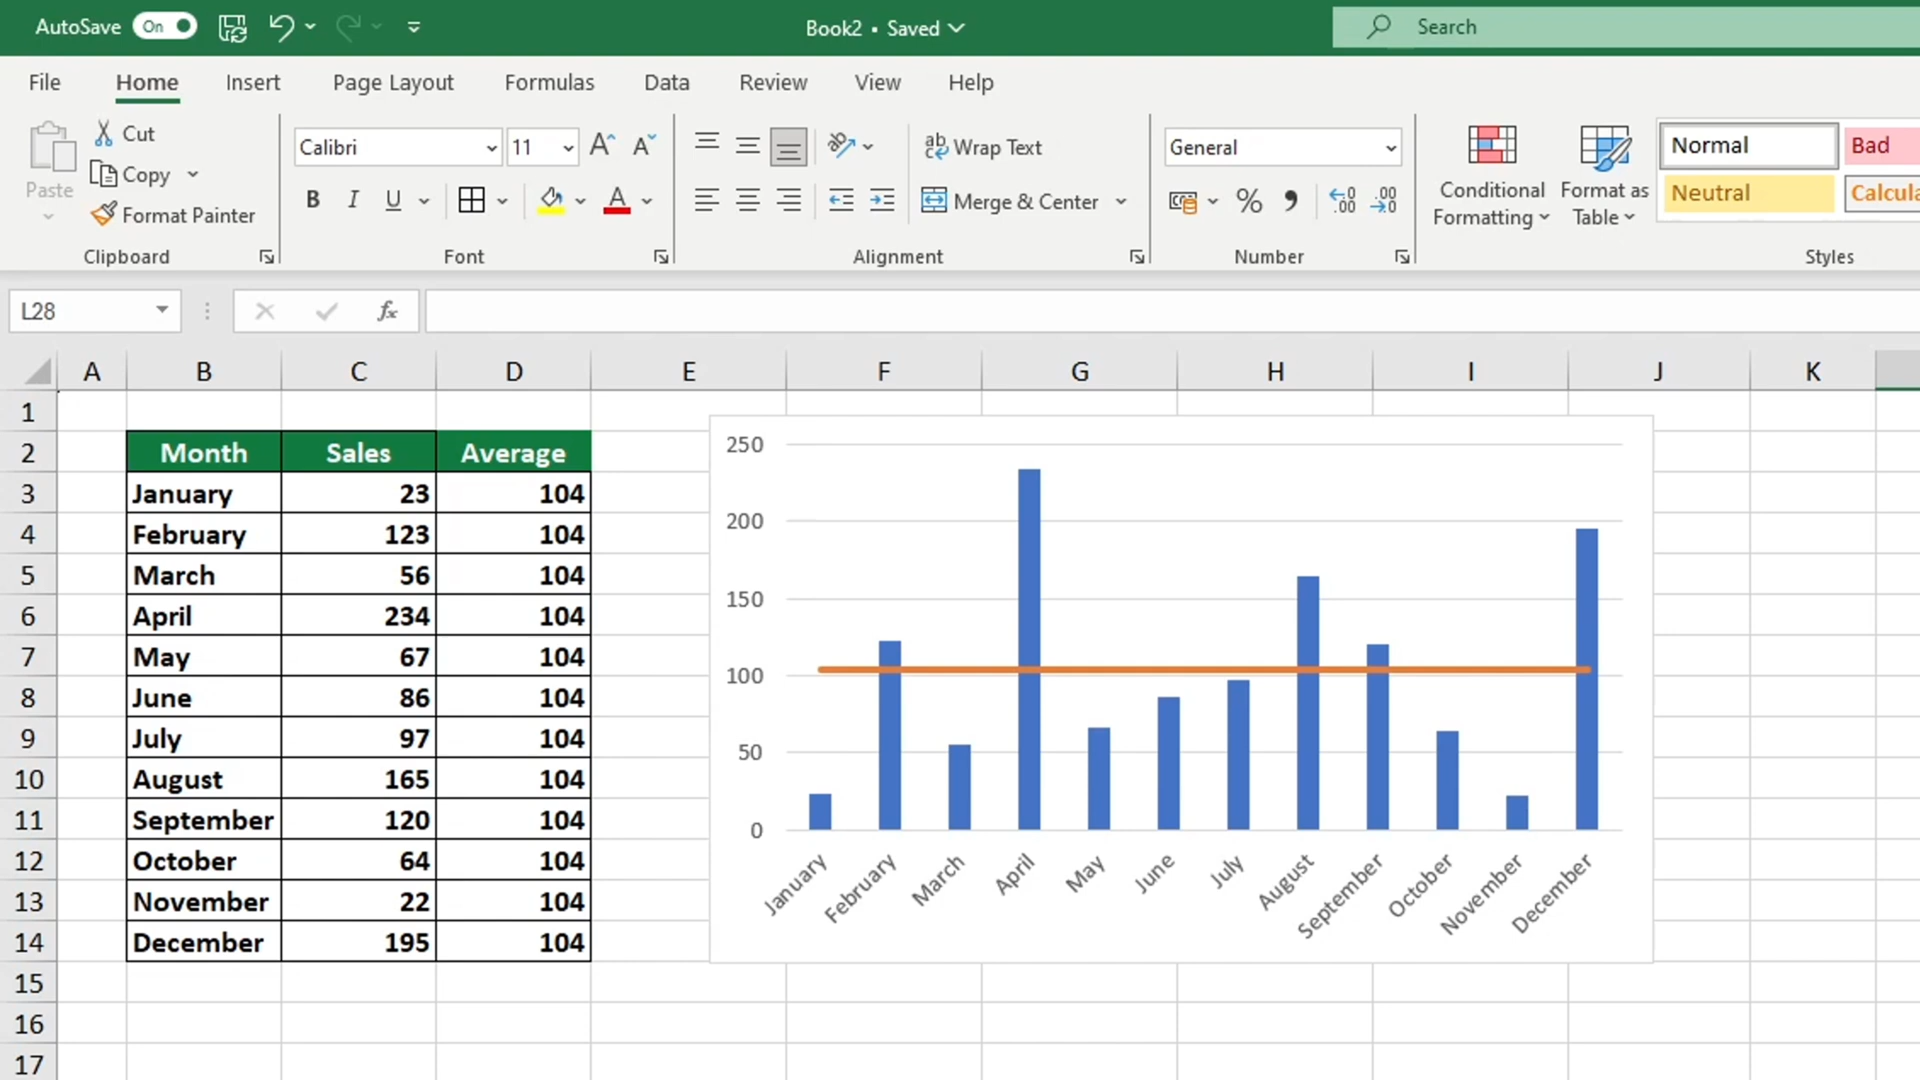 AutoSave On Book2 • Saved Search
File Home Insert Page Layout Formulas Data Review View Help
Paste
Cut
Copy
Format Painter
Clipboard
Calibri 11
B I U
Font
Wrap Text
Merge & Center
Alignment
General
% 
Number
Conditional
Formatting
Format as
Table
Normal Bad
Neutral
Styles
L28 fx
A B C D E F G H I J K
1
2 Month Sales Average
3 January 23 104
4 February 123 104
5 March 56 104
6 April 234 104
7 May 67 104
8 June 86 104
9 July 97 104
10 August 165 104
11 September 120 104
12 October 64 104
13 November 22 104
14 December 195 104
15
16
17
250
200
150
100
50
0
January February March April May June July August September October November December